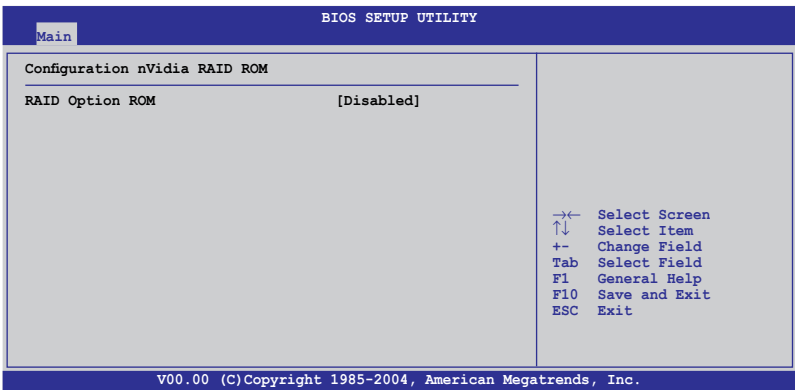 BIOS SETUP UTILITY
Main
Configuration nVidia RAID ROM
RAID Option ROM [Disabled]
→← Select Screen
↑↓ Select Item
+- Change Field
Tab Select Field
F1 General Help
F10 Save and Exit
ESC Exit
V00.00 (C)Copyright 1985-2004, American Megatrends, Inc.